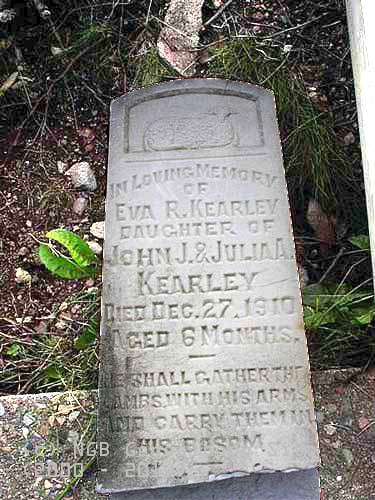 IN LOVING MEMORY
OF
EVA R. KEARLEY
DAUGHTER OF
JOHN J. & JULIA A.
KEARLEY
DIED DEC. 27, 1910
AGED 6 MONTHS.
HE SHALL GATHER THE
LAMBS WITH HIS ARMS
AND CARRY THEM IN
HIS BOSOM.
NGB